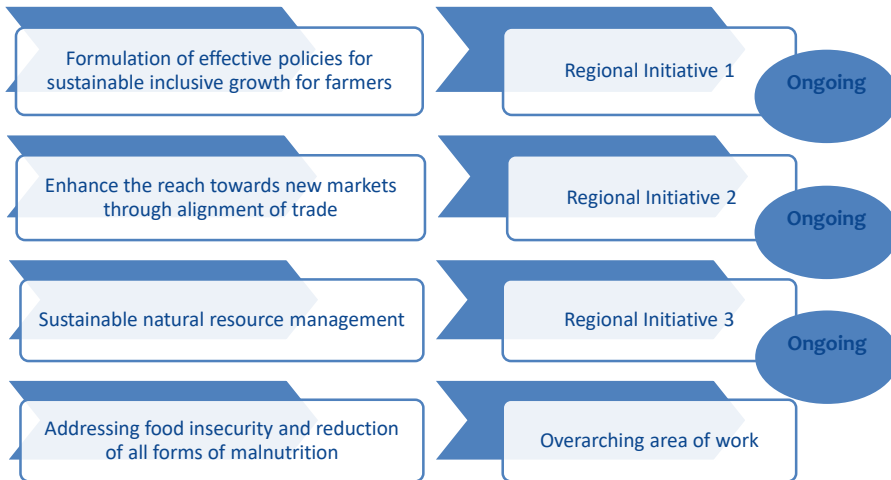 Formulation of effective policies for
sustainable inclusive growth for farmers
Regional Initiative 1
Ongoing
Enhance the reach towards new markets
through alignment of trade
Regional Initiative 2
Ongoing
Sustainable natural resource management
Regional Initiative 3
Ongoing
Addressing food insecurity and reduction
of all forms of malnutrition
Overarching area of work